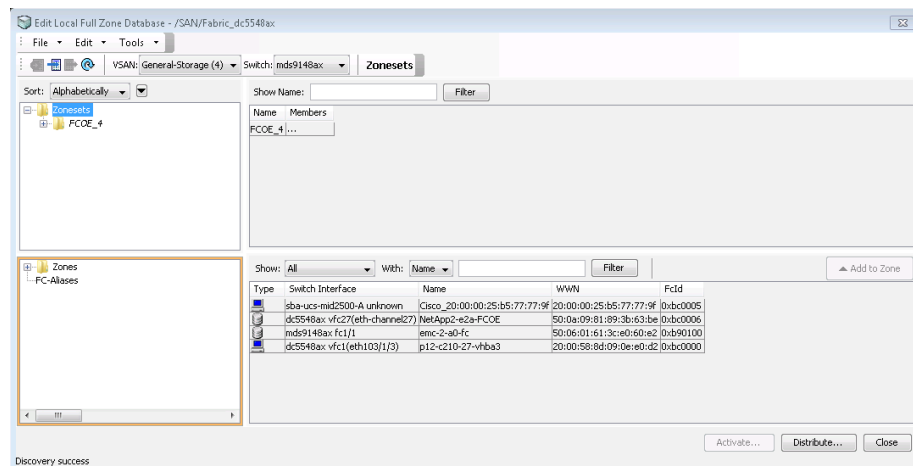 Edit Local Full Zone Database - /SAN/Fabric_dc5548ax
File Edit Tools
VSAN: General-Storage (4) Switch: mds9148ax Zonesets
Sort: Alphabetically
Zonesets
FCOE_4
Show Name: Filter
Name Members
FCOE_4 ...
Zones
FC-Aliases
Show: All With: Name Filter Add to Zone
Type Switch Interface Name WWN FcId
sba-ucs-mid2500-A unknown Cisco_20:00:00:25:b5:77:77:9f 20:00:00:25:b5:77:77:9f 0xbc0005
dc5548ax vfc27(eth-channel27) NetApp2-e2a-FCOE 50:0a:09:81:89:3b:63:be 0xbc0006
mds9148ax fc1/1 emc-2-a0-fc 50:06:01:61:3c:e0:60:e2 0xb90100
dc5548ax vfc1(eth103/1/3) p12-c210-27-vhba3 20:00:58:8d:09:0e:e0:d2 0xbc0000
Activate... Distribute... Close
Discovery success